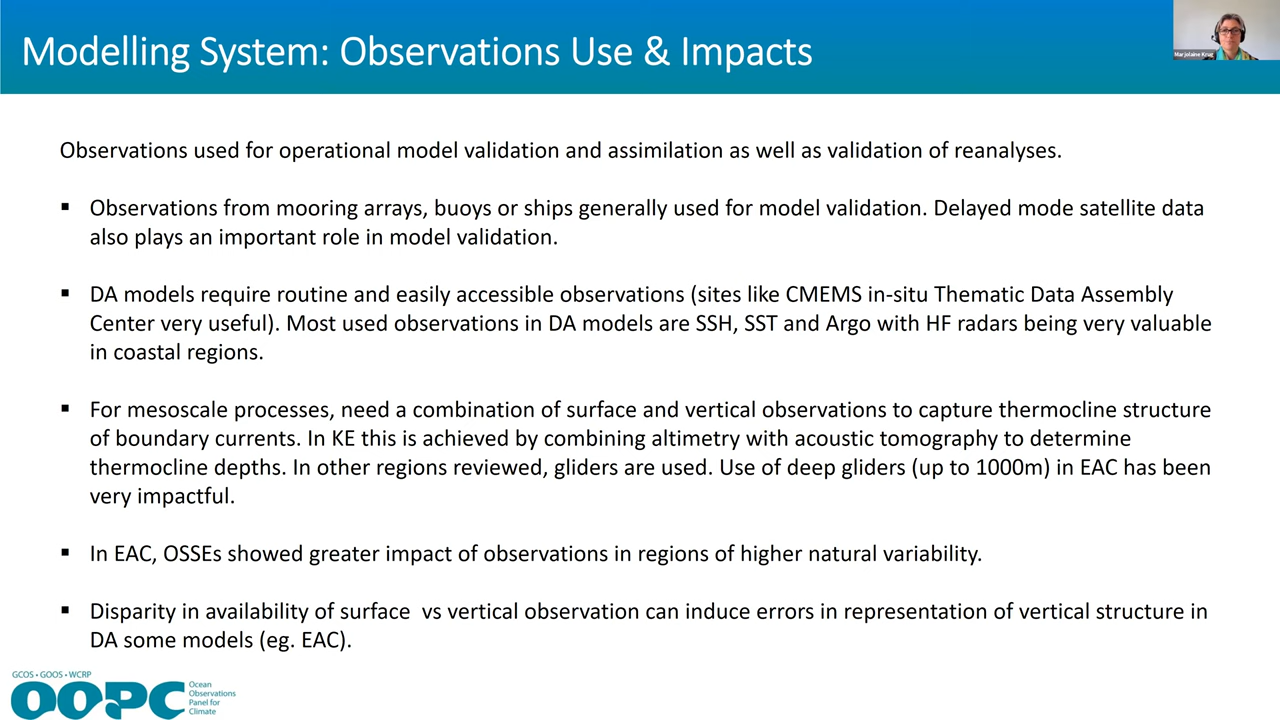 Modelling System: Observations Use & Impacts
Marjolaine Krug
Observations used for operational model validation and assimilation as well as validation of reanalyses.
▪ Observations from mooring arrays, buoys or ships generally used for model validation. Delayed mode satellite data
also plays an important role in model validation.
▪ DA models require routine and easily accessible observations (sites like CMEMS in-situ Thematic Data Assembly
Center very useful). Most used observations in DA models are SSH, SST and Argo with HF radars being very valuable
in coastal regions.
▪ For mesoscale processes, need a combination of surface and vertical observations to capture thermocline structure
of boundary currents. In KE this is achieved by combining altimetry with acoustic tomography to determine
thermocline depths. In other regions reviewed, gliders are used. Use of deep gliders (up to 1000m) in EAC has been
very impactful.
▪ In EAC, OSSEs showed greater impact of observations in regions of higher natural variability.
▪ Disparity in availability of surface  vs vertical observation can induce errors in representation of vertical structure in
DA some models (eg. EAC).
GCOS • GOOS • WCRP
OOPC
Ocean
Observations
Panel for
Climate